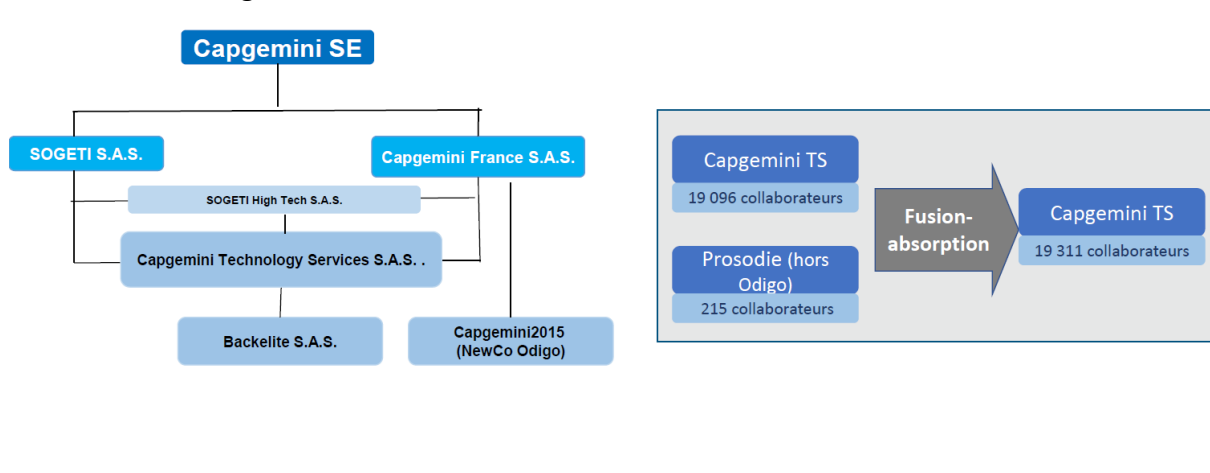 Capgemini SE
SOGETI S.A.S.
Capgemini France S.A.S.
SOGETI High Tech S.A.S.
Capgemini Technology Services S.A.S. .
Backelite S.A.S.
Capgemini2015
(NewCo Odigo)
Capgemini TS
19 096 collaborateurs
Prosodie (hors
Odigo)
215 collaborateurs
Fusion-
absorption
Capgemini TS
19 311 collaborateurs